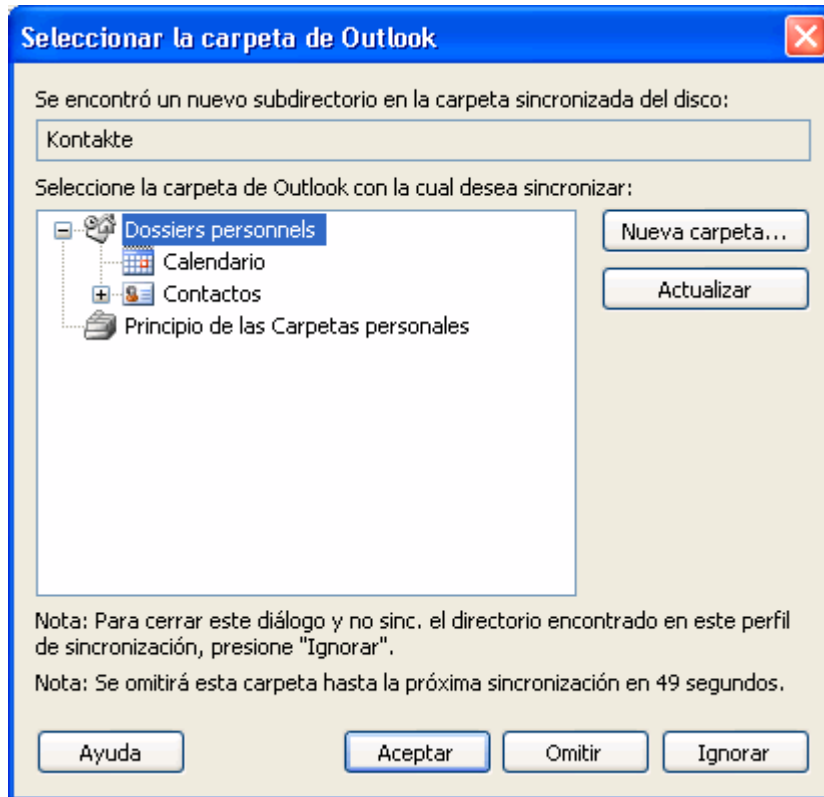 Seleccionar la carpeta de Outlook
Se encontró un nuevo subdirectorio en la carpeta sincronizada del disco:
Kontakte
Seleccione la carpeta de Outlook con la cual desea sincronizar:
Dossiers personnels
Calendario
Contactos
Principio de las Carpetas personales
Nueva carpeta...
Actualizar
Nota: Para cerrar este diálogo y no sinc. el directorio encontrado en este perfil
de sincronización, presione "Ignorar".
Nota: Se omitirá esta carpeta hasta la próxima sincronización en 49 segundos.
Ayuda
Aceptar
Omitir
Ignorar